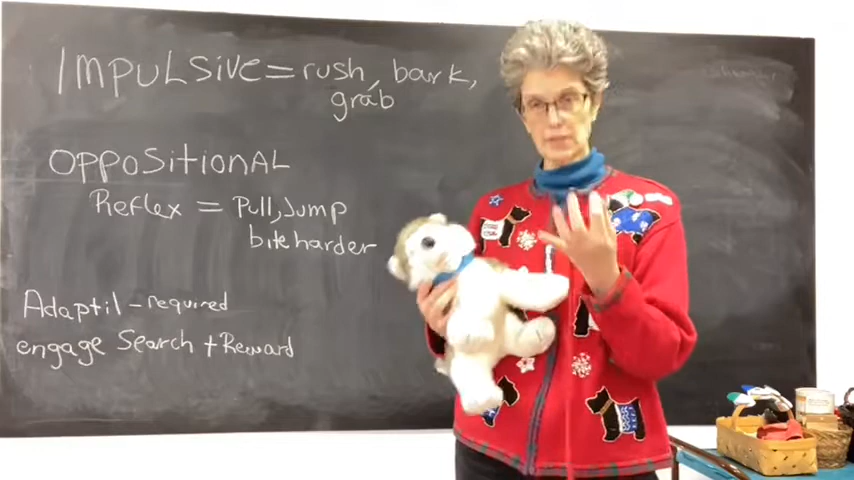 IMPULSIVE = rush, bark,
grab
OPPOSITIONAL
Reflex = Pull, Jump
bite harder
Adaptil - required
engage Search + Reward